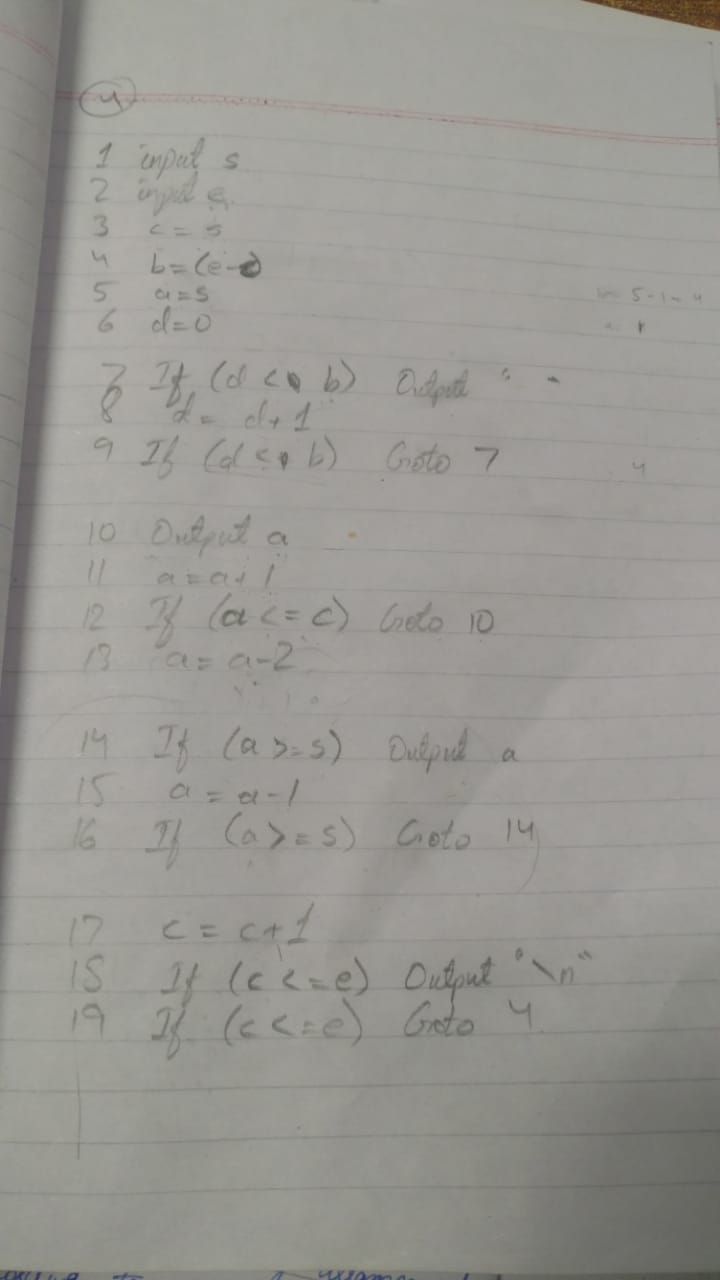 4
1 input s
2 input e
3 c = s
4 b = (e-c)
5 a = s
6 d = 0
5-1=4
7 If (d < b) Output " "
8 d = d+1
9 If (d < b) Goto 7
4
10 Output a
11 a = a+1
12 If (a <= c) Goto 10
13 a = a-2
14 If (a >= s) Output a
15 a = a-1
16 If (a >= s) Goto 14
17 c = c+1
18 If (c <= e) Output "\n"
19 If (c <= e) Goto 4